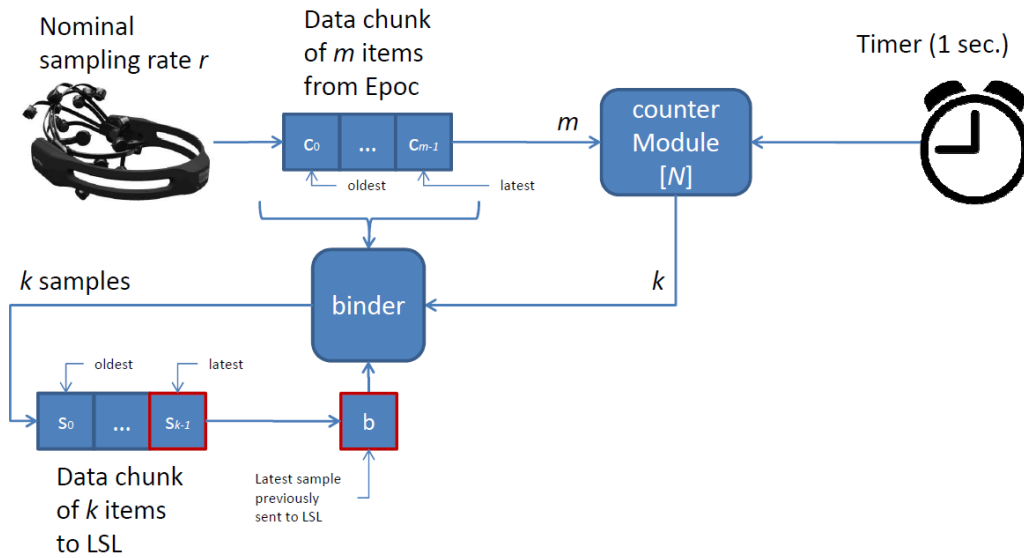 Nominal
sampling rate r
Data chunk
of m items
from Epoc
Timer (1 sec.)
c0
...
cm-1
oldest
latest
m
counter
Module
[N]
k samples
binder
k
oldest
latest
s0
...
sk-1
b
Data chunk
of k items
to LSL
Latest sample
previously
sent to LSL